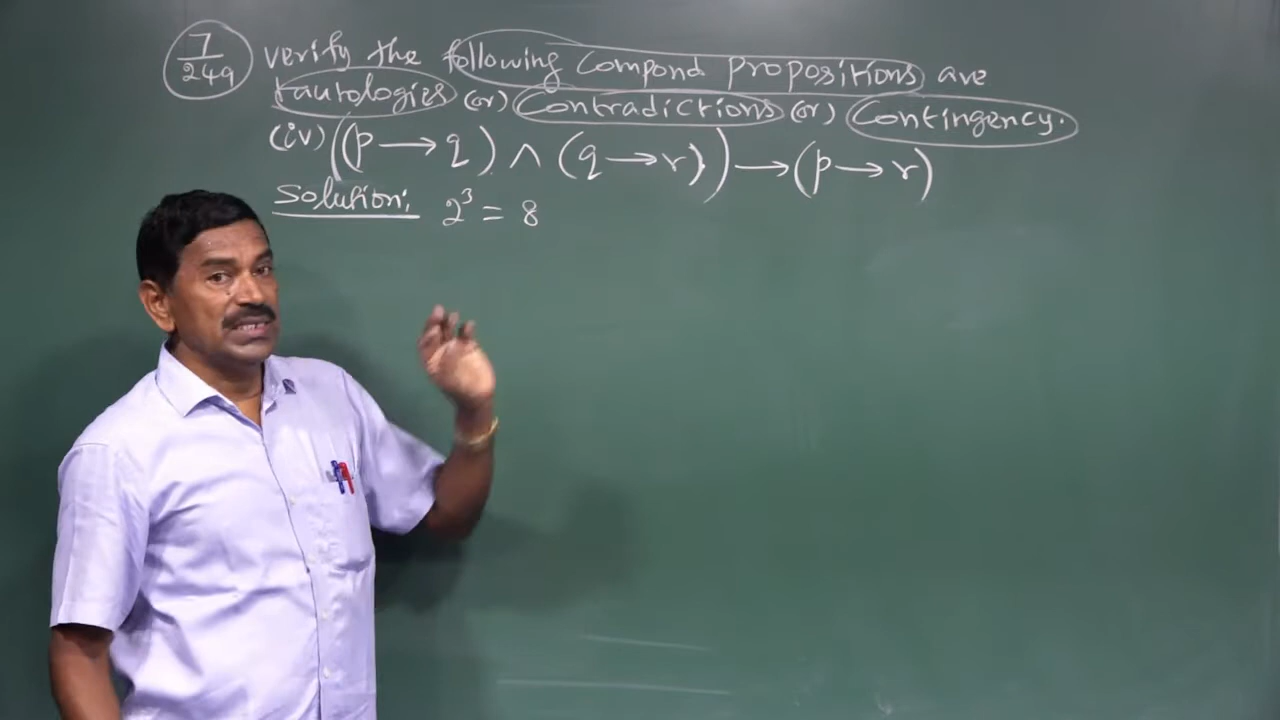 7/249 verify the following compond propositions are
tautologies (or) Contradictions (or) Contingency.
(iv) ((p → q) ∧ (q → r)) → (p → r)
Solution: 2³ = 8